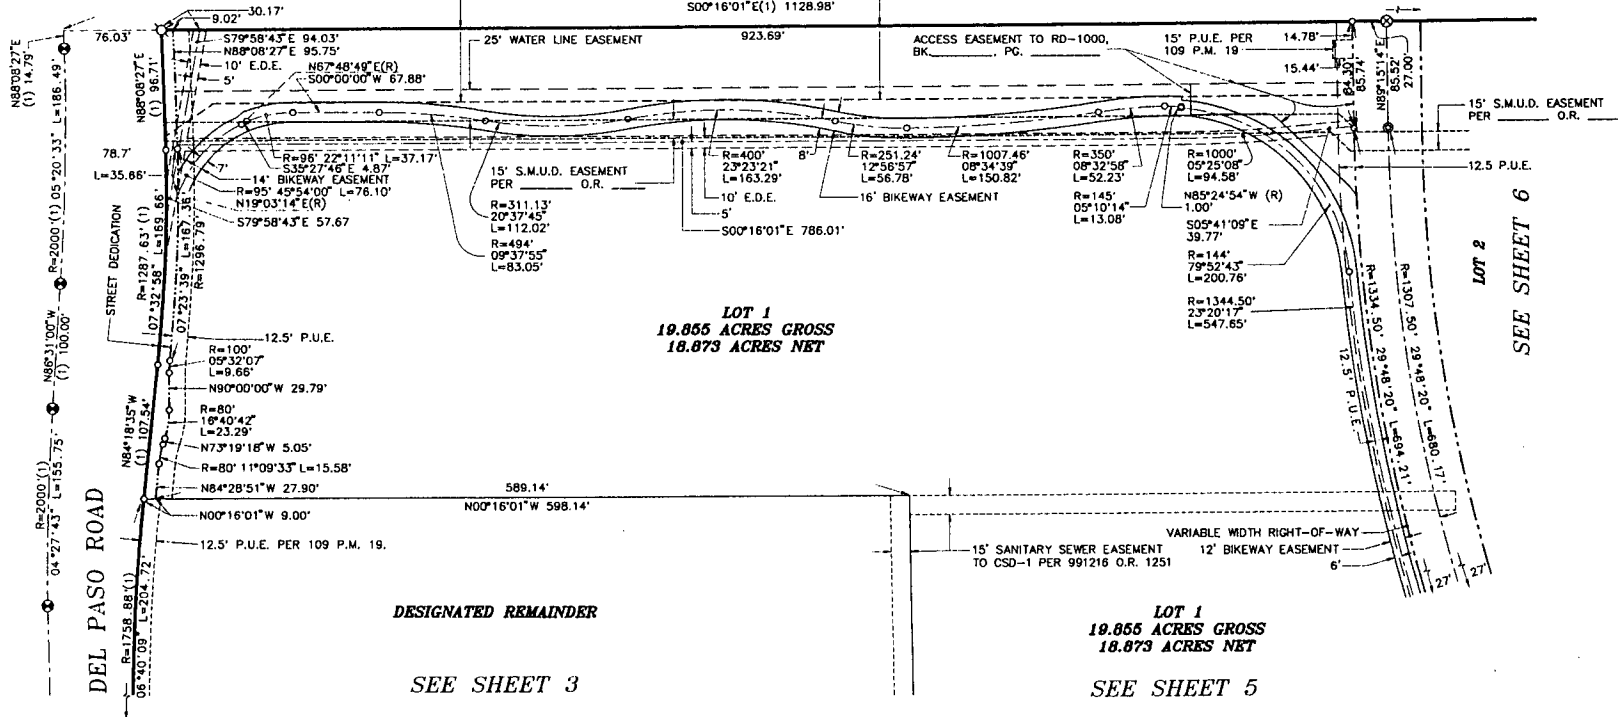 S00°16'01"E(1) 1128.98'
30.17'
9.02'
76.03'
923.69'
S79°58'43"E 94.03'
N88°08'27"E 95.75'
10' E.D.E.
5'
25' WATER LINE EASEMENT
ACCESS EASEMENT TO RD-1000,
BK.______, PG. ______
15' P.U.E. PER
109 P.M. 19
14.78'
15.44'
64.30'
85.74'
N89°45'14"E
85.52'
27.00'
N88°08'27"E
(1) 14.79'
L=186.49'
R=2000'(1) 05°20'33"
N88°08'27"E
(1) 96.71'
N67°48'49"E(R)
S00°00'00"W 67.88'
15' S.M.U.D. EASEMENT
PER ______ O.R. ______
12.5 P.U.E.
78.7'
L=35.66'
7'
R=96' 22°11'11" L=37.17'
S35°27'46"E 4.87'
14' BIKEWAY EASEMENT
R=95' 45°54'00" L=76.10'
N19°03'14"E(R)
S79°58'43"E 57.67
15' S.M.U.D. EASEMENT
PER ______ O.R. ______
R=311.13'
20°37'45"
L=112.02'
R=494'
09°37'55"
L=83.05'
R=400'
23°23'21"
L=163.29'
10' E.D.E.
5'
S00°16'01"E 786.01'
8'
R=251.24'
12°56'57"
L=56.78'
16' BIKEWAY EASEMENT
R=1007.46'
08°34'39"
L=150.82'
R=350'
08°32'58"
L=52.23'
R=145'
05°10'14"
L=13.08'
R=1000'
05°25'08"
L=94.58'
N85°24'54"W (R)
1.00'
S05°41'09"E
39.77'
R=144'
79°52'43"
L=200.76'
R=1344.50'
23°20'17"
L=547.65'
LOT 2
SEE SHEET 6
STREET DEDICATION
R=1287.63'(1)
07°32'58" L=169.66'
07°23'39" L=167.36'
R=1296.79'
N86°31'00"W
(1) 100.00'
LOT 1
19.855 ACRES GROSS
18.873 ACRES NET
12.5' P.U.E.
R=100'
05°32'07"
L=9.66'
N90°00'00"W 29.79'
R=80'
16°40'42"
L=23.29'
N73°19'18"W 5.05'
R=80' 11°09'33" L=15.58'
N84°28'51"W 27.90'
N00°16'01"W 9.00'
N84°18'35"W
(1) 107.54'
12.5' P.U.E.
R=1334.50' 29°48'20" L=694.21'
R=1307.50' 29°48'20" L=680.17'
589.14'
N00°16'01"W 598.14'
R=2000'(1)
04°27'43" L=155.75'
DEL PASO ROAD
12.5' P.U.E. PER 109 P.M. 19.
R=1758.88'(1)
06°40'09" L=204.72'
15' SANITARY SEWER EASEMENT
TO CSD-1 PER 991216 O.R. 1251
VARIABLE WIDTH RIGHT-OF-WAY
12' BIKEWAY EASEMENT
6'
27'
27'
DESIGNATED REMAINDER
SEE SHEET 3
LOT 1
19.855 ACRES GROSS
18.873 ACRES NET
SEE SHEET 5